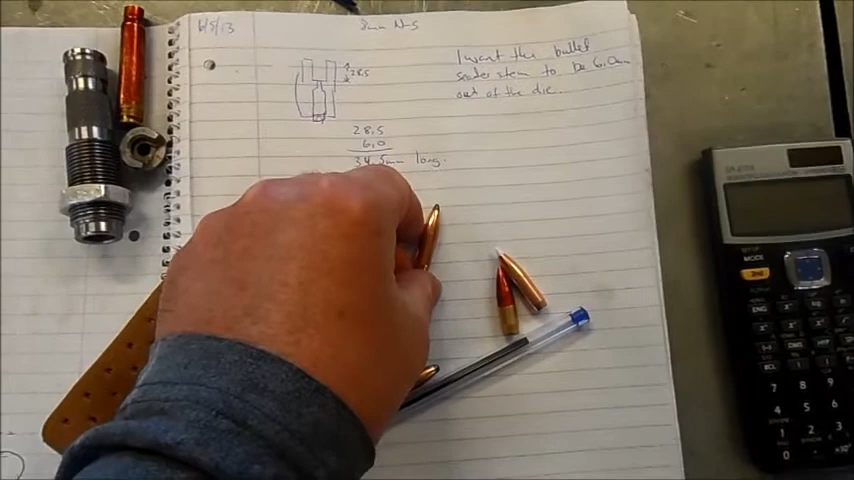 6/5/13
8mm N-S
I want the bullet
seater stem to be 6.0mm
out of the die.
28.5
28.5
6.0
34.5mm long.
2nd